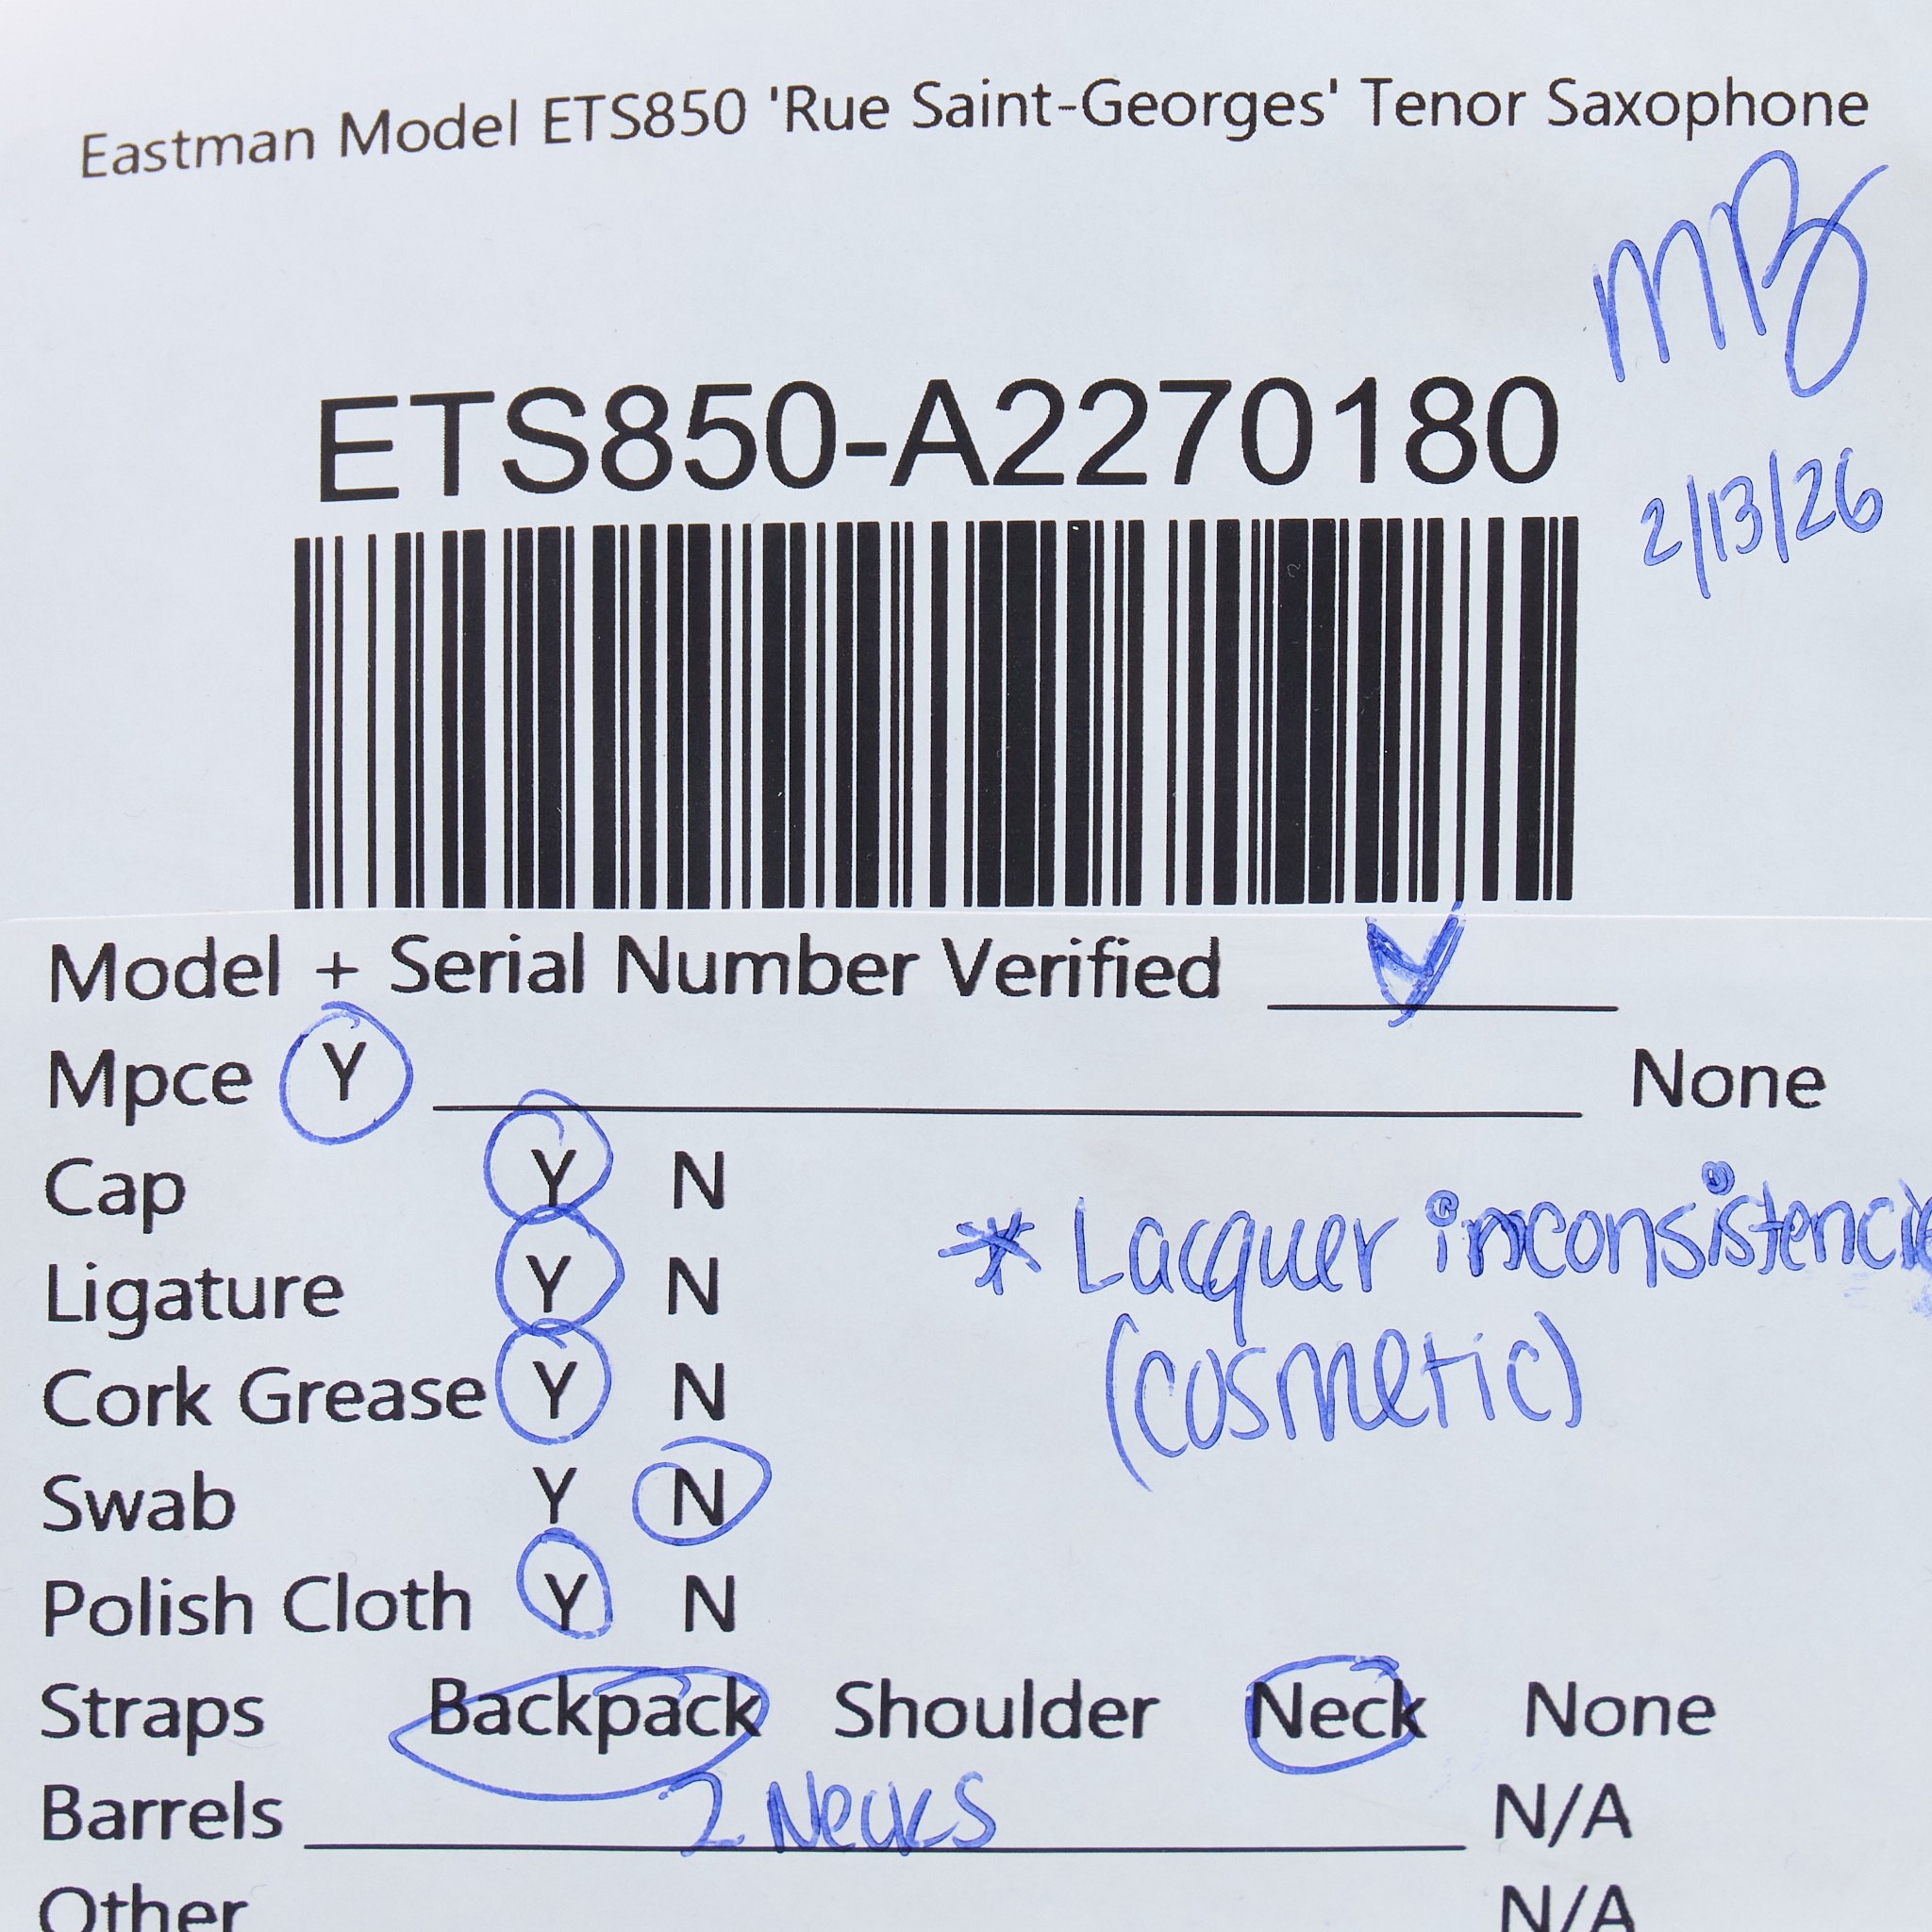 Eastman Model ETS850 'Rue Saint-Georges' Tenor Saxophone
MB
ETS850-A2270180
2/13/26
Model + Serial Number Verified
Mpce Y None
Cap Y N
* Lacquer inconsistencie
Ligature Y N
(cosmetic)
Cork Grease Y N
Swab Y N
Polish Cloth Y N
Straps Backpack Shoulder Neck None
Barrels 2 Necks N/A
Other N/A